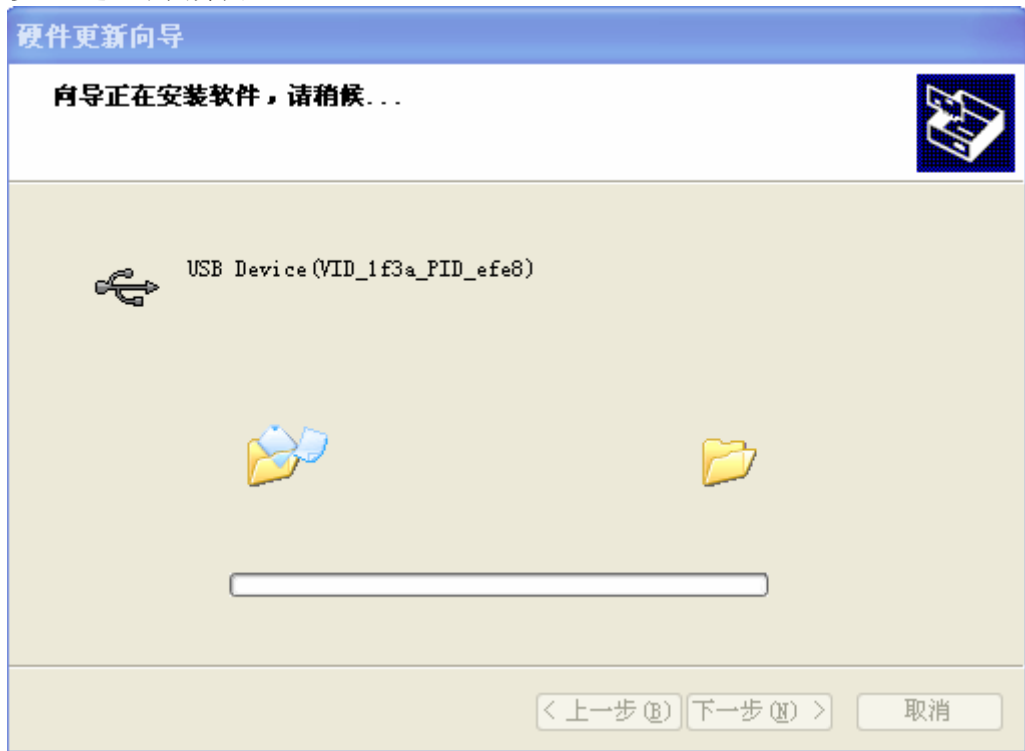 硬件更新向导
向导正在安装软件，请稍候...
USB Device(VID_1f3a_PID_efe8)
< 上一步(B) 下一步(N) > 取消